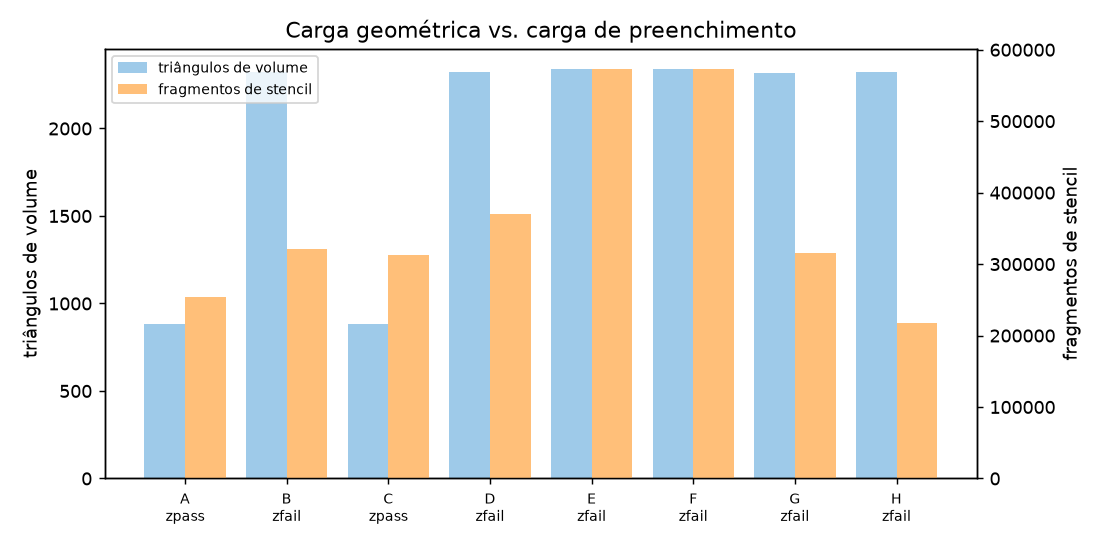 Carga geométrica vs. carga de preenchimento
triângulos de volume
fragmentos de stencil
triângulos de volume
2000
1500
1000
500
0
600000
500000
400000
300000
200000
100000
0
fragmentos de stencil
A B C D E F G H
zpass zfail zpass zfail zfail zfail zfail zfail